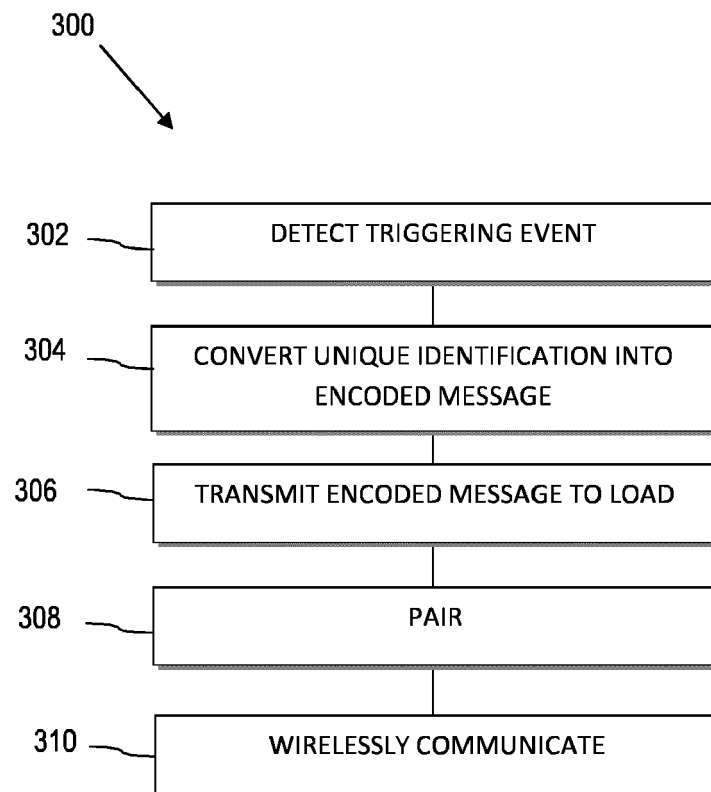 300
302
DETECT TRIGGERING EVENT
304
CONVERT UNIQUE IDENTIFICATION INTO
ENCODED MESSAGE
306
TRANSMIT ENCODED MESSAGE TO LOAD
308
PAIR
310
WIRELESSLY COMMUNICATE